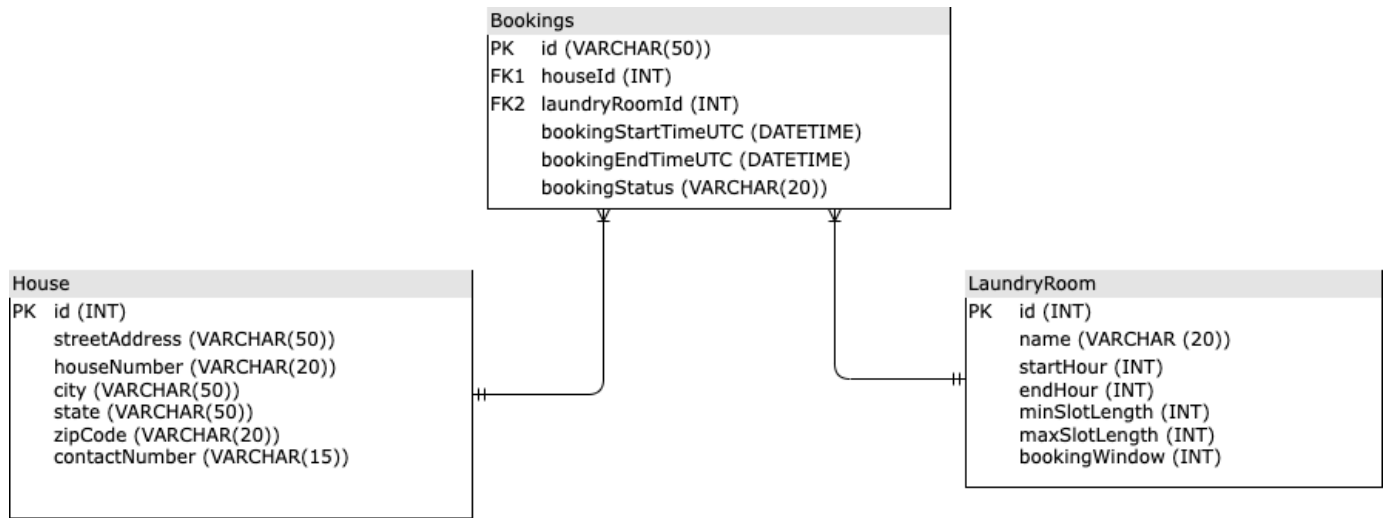 Bookings
PK id (VARCHAR(50))
FK1 houseId (INT)
FK2 laundryRoomId (INT)
bookingStartTimeUTC (DATETIME)
bookingEndTimeUTC (DATETIME)
bookingStatus (VARCHAR(20))
House
PK id (INT)
streetAddress (VARCHAR(50))
houseNumber (VARCHAR(20))
city (VARCHAR(50))
state (VARCHAR(50))
zipCode (VARCHAR(20))
contactNumber (VARCHAR(15))
LaundryRoom
PK id (INT)
name (VARCHAR (20))
startHour (INT)
endHour (INT)
minSlotLength (INT)
maxSlotLength (INT)
bookingWindow (INT)